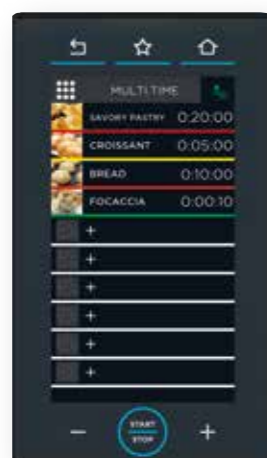 MULTITIME
SAVORY PASTRY 0:20:00
CROISSANT 0:05:00
BREAD 0:10:00
FOCACCIA 0:00:10
+
+
+
+
+
+
− START STOP +